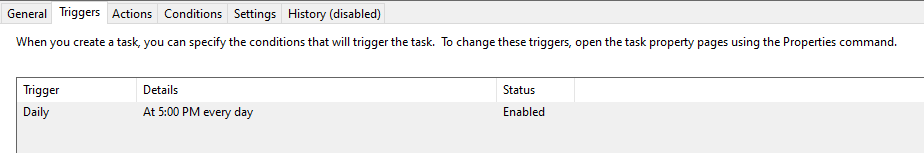 General Triggers Actions Conditions Settings History (disabled)
When you create a task, you can specify the conditions that will trigger the task.  To change these triggers, open the task property pages using the Properties command.
Trigger Details Status
Daily At 5:00 PM every day Enabled